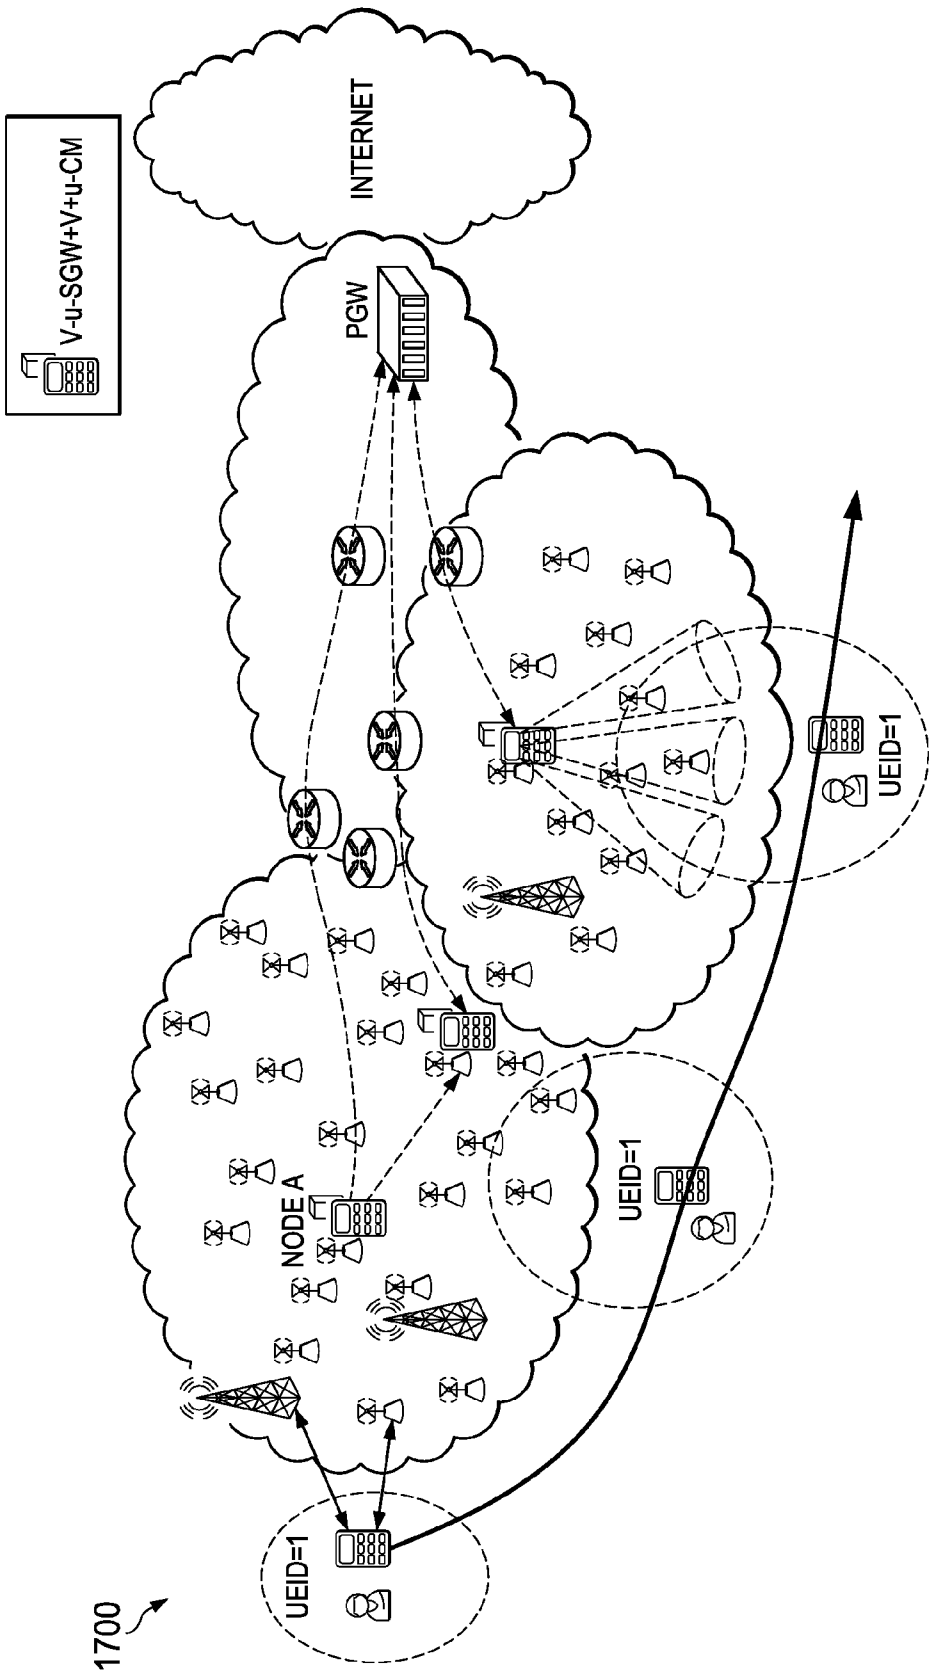 1700
UEID=1
NODE A
UEID=1
UEID=1
PGW
INTERNET
V-u-SGW+V+u-CM